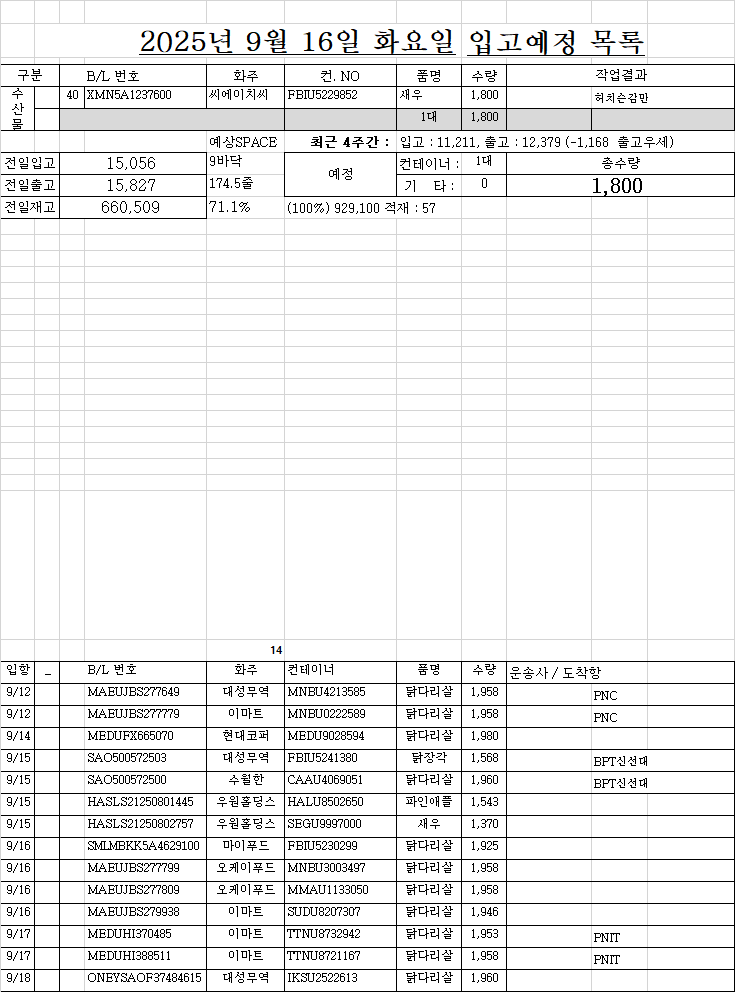 2025년 9월 16일 화요일 입고예정 목록
구분 B/L 번호 화주 컨. NO 품명 수량 작업결과
수산물 40 XMN5A1237600 씨에이치씨 FBIU5229852 새우 1,800 허치슨감만
1대 1,800
예상SPACE 최근 4주간 : 입고 : 11,211, 출고 : 12,379 (-1,168 출고우세)
전일입고 15,056 9바닥 예정 컨테이너 : 1대 총수량
전일출고 15,827 174.5줄 기 타 : 0 1,800
전일재고 660,509 71.1% (100%) 929,100 적재 : 57
14
입항 _ B/L 번호 화주 컨테이너 품명 수량 운송사 / 도착항
9/12 MAEUJBS277649 대성무역 MNBU4213585 닭다리살 1,958 PNC
9/12 MAEUJBS277779 이마트 MNBU0222589 닭다리살 1,958 PNC
9/14 MEDUFX665070 현대코퍼 MEDU9028594 닭다리살 1,980
9/15 SAO500572503 대성무역 FBIU5241380 닭장각 1,568 BPT신선대
9/15 SAO500572500 수월한 CAAU4069051 닭다리살 1,960 BPT신선대
9/15 HASLS21250801445 우원홀딩스 HALU8502650 파인애플 1,543
9/15 HASLS21250802757 우원홀딩스 SEGU9997000 새우 1,370
9/16 SMLMBKK5A4629100 마이푸드 FBIU5230299 닭다리살 1,925
9/16 MAEUJBS277799 오케이푸드 MNBU3003497 닭다리살 1,958
9/16 MAEUJBS277809 오케이푸드 MMAU1133050 닭다리살 1,958
9/16 MAEUJBS279938 이마트 SUDU8207307 닭다리살 1,946
9/17 MEDUHI370485 이마트 TTNU8732942 닭다리살 1,953 PNIT
9/17 MEDUHI388511 이마트 TTNU8721167 닭다리살 1,958 PNIT
9/18 ONEYSAOF37484615 대성무역 IKSU2522613 닭다리살 1,960